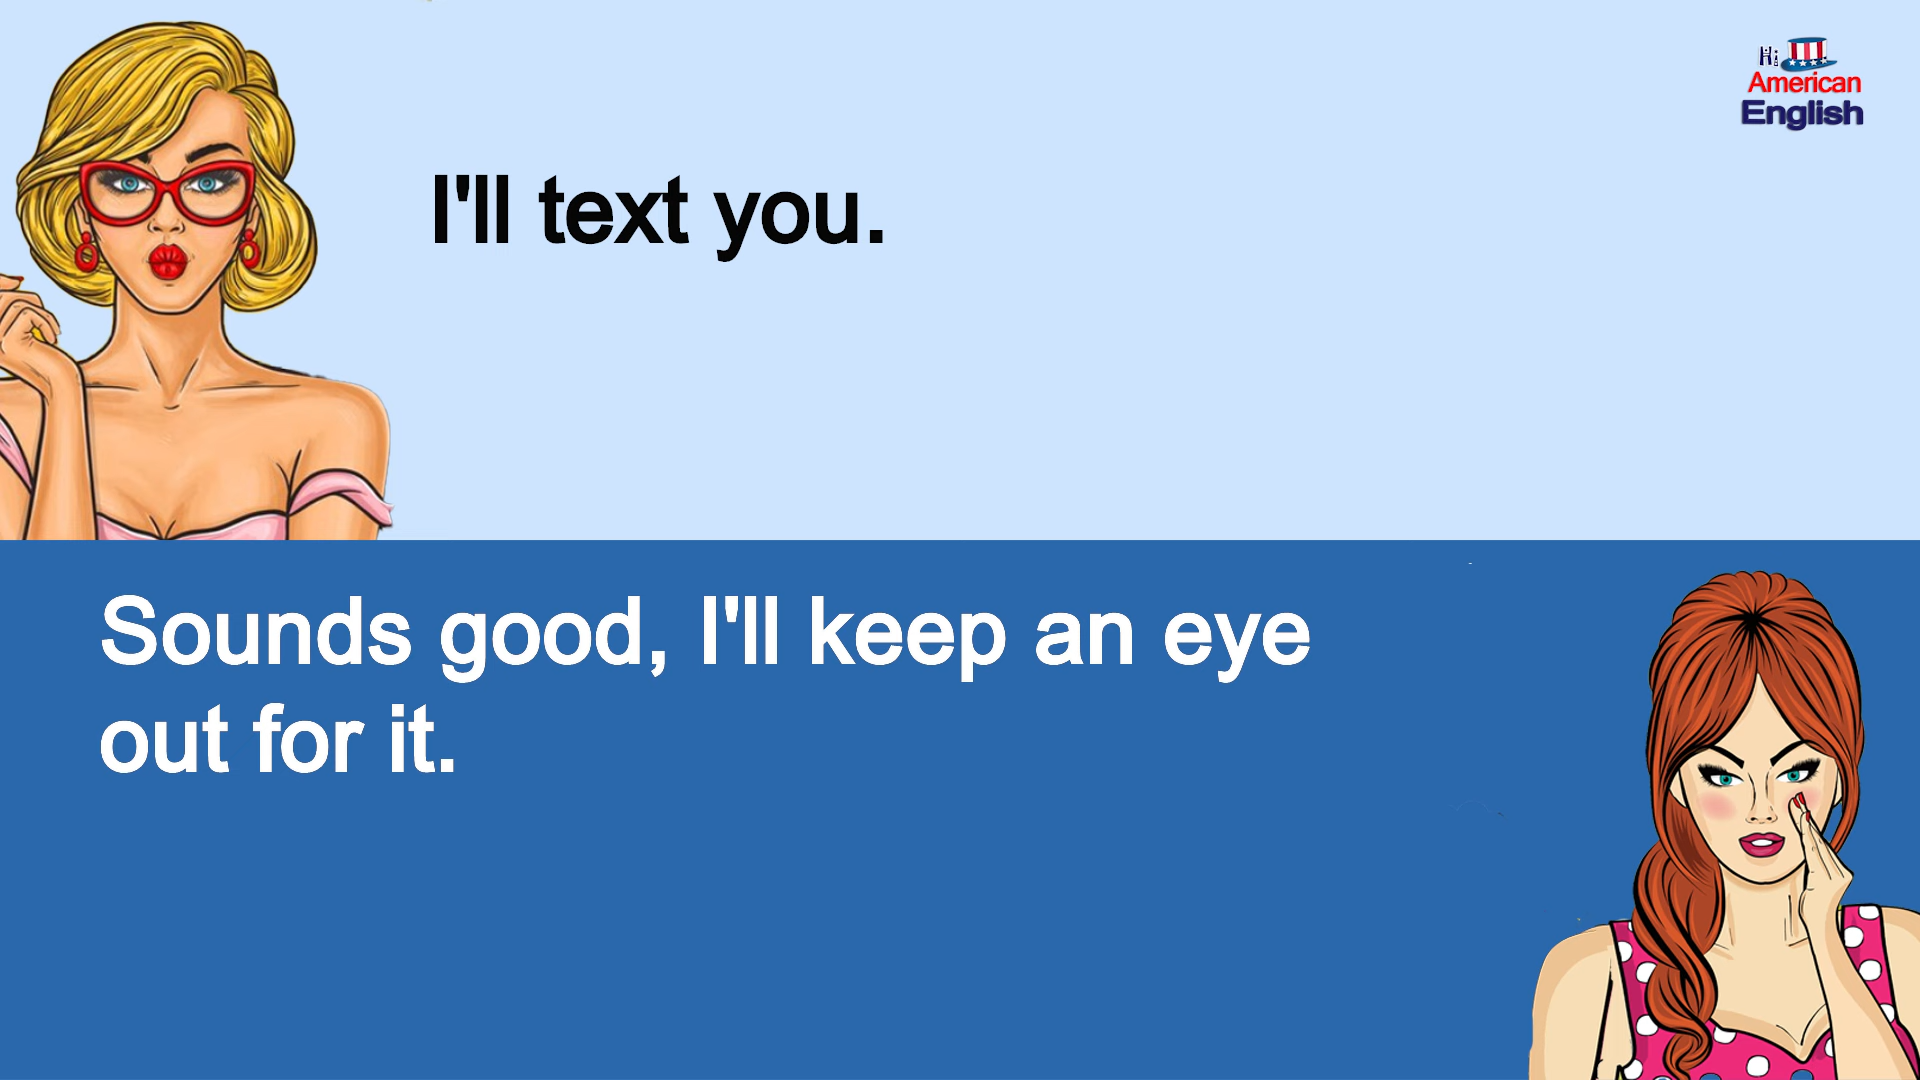 Hi
American
English
I'll text you.
Sounds good, I'll keep an eye
out for it.